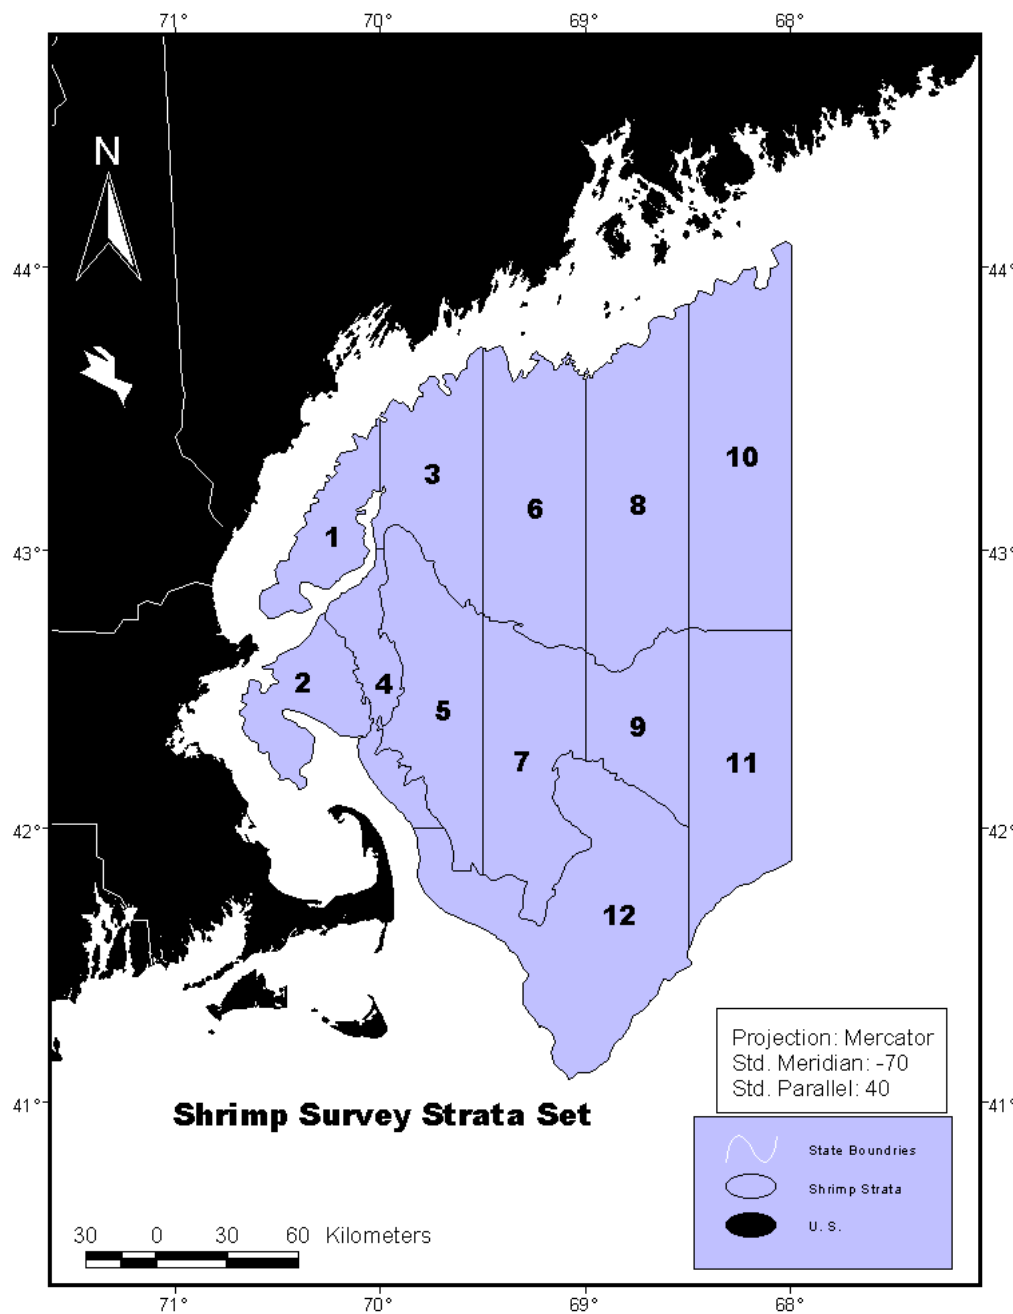 71° 70° 69° 68°
N
44° 44°
10
3
6 8
1
43° 43°
2 4
5
9
7 11
42° 42°
12
Projection: Mercator
Std. Meridian: -70
Std. Parallel: 40
41° 41°
Shrimp Survey Strata Set
State Boundries
Shrimp Strata
U. S.
30 0 30 60 Kilometers
71° 70° 69° 68°